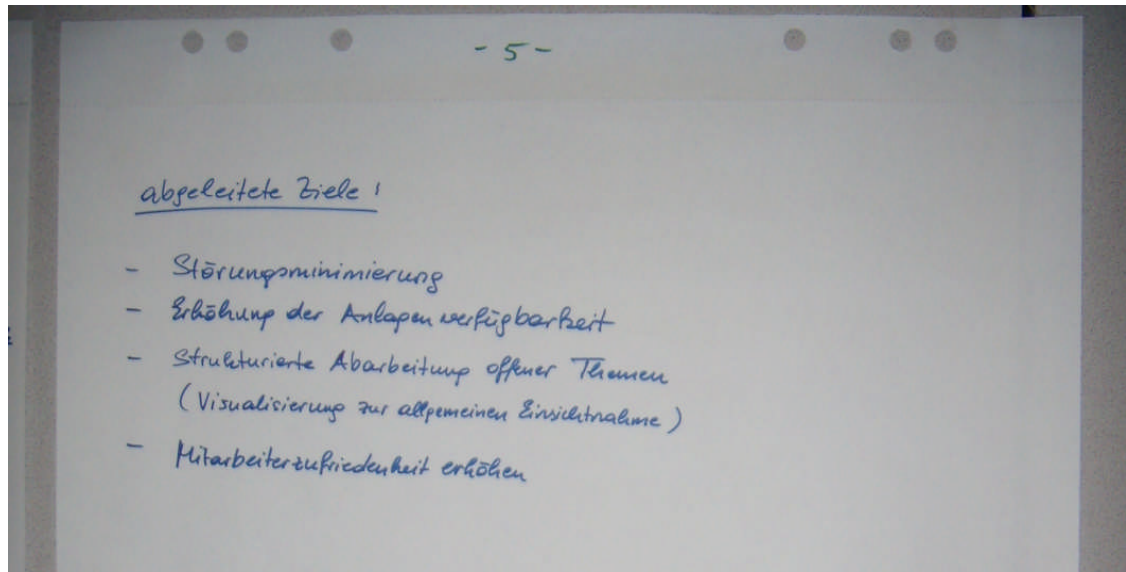 - 5 -
abgeleitete Ziele !
- Störungsminimierung
- Erhöhung der Anlagenverfügbarkeit
- Strukturierte Abarbeitung offener Themen
(Visualisierung zur allgemeinen Einsichtnahme)
- Mitarbeiterzufriedenheit erhöhen